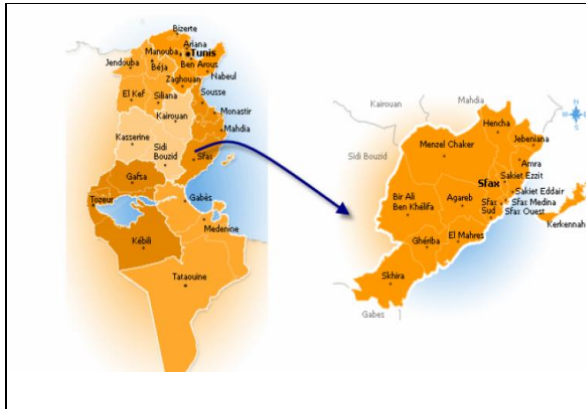 Bizerte
Ariana
Manouba
Tunis
Jendouba
Béja
Ben Arous
Nabeul
Zaghouan
El Kef
Siliana
Sousse
Kairouan
Monastir
Mahdia
Kasserine
Sidi
Bouzid
Sfax
Gafsa
Tozeur
Gabès
Kébili
Medenine
Tataouine
Kairouan
Mahdia
Hencha
Jebeniana
Menzel Chaker
Sidi Bouzid
Amra
Sakiet Ezzit
Sfax
Sakiet Eddair
Bir Ali
Ben Khélifa
Agareb
Sfax Medina
Sfax
Sud
Sfax Ouest
Kerkennah
El Mahres
Ghériba
Skhira
Gabes